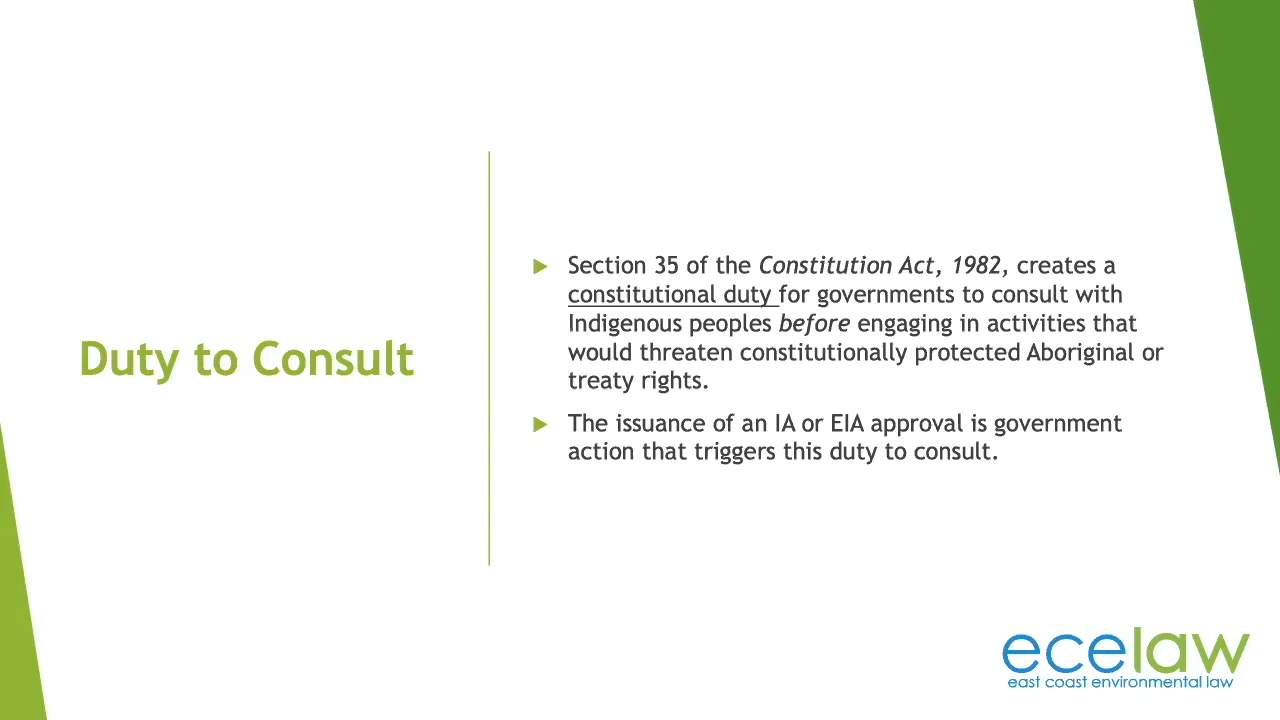 Duty to Consult
Section 35 of the Constitution Act, 1982, creates a
constitutional duty for governments to consult with
Indigenous peoples before engaging in activities that
would threaten constitutionally protected Aboriginal or
treaty rights.
The issuance of an IA or EIA approval is government
action that triggers this duty to consult.
ecelaw
east coast environmental law